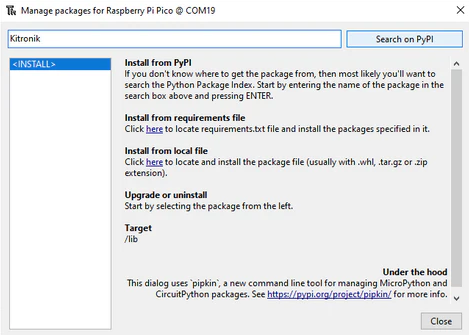 Manage packages for Raspberry Pi Pico @ COM19
Kitronik
Search on PyPI
<INSTALL>
Install from PyPI
If you don't know where to get the package from, then most likely you'll want to
search the Python Package Index. Start by entering the name of the package in the
search box above and pressing ENTER.
Install from requirements file
Click here to locate requirements.txt file and install the packages specified in it.
Install from local file
Click here to locate and install the package file (usually with .whl, .tar.gz or .zip
extension).
Upgrade or uninstall
Start by selecting the package from the left.
Target
/lib
Under the hood
This dialog uses `pipkin`, a new command line tool for managing MicroPython and
CircuitPython packages. See https://pypi.org/project/pipkin/ for more info.
Close